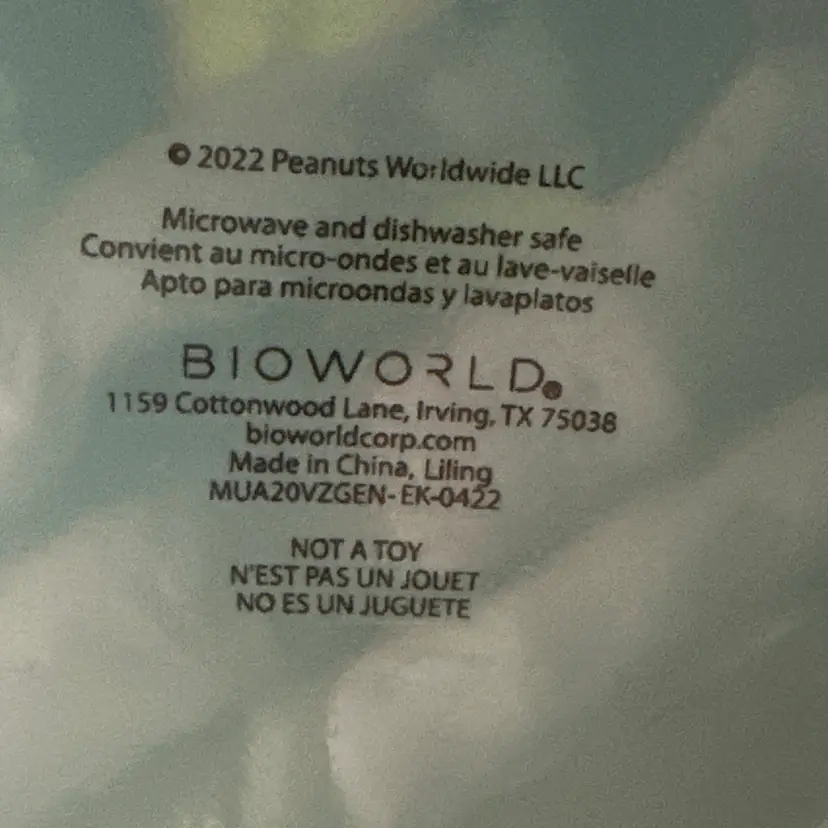 © 2022 Peanuts Worldwide LLC
Microwave and dishwasher safe
Convient au micro-ondes et au lave-vaiselle
Apto para microondas y lavaplatos
BIOWORLD®
1159 Cottonwood Lane, Irving, TX 75038
bioworldcorp.com
Made in China, Liling
MUA20VZGEN-EK-0422
NOT A TOY
N'EST PAS UN JOUET
NO ES UN JUGUETE